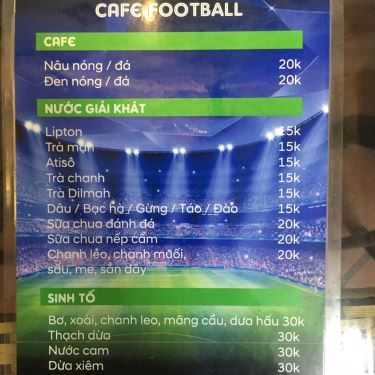 CAFE FOOTBALL
CAFE
Nâu nóng / đá 20k
Đen nóng / đá 20k
NƯỚC GIẢI KHÁT
Lipton 15k
Trà mạn 15k
Atisô 15k
Trà chanh 15k
Trà Dilmah 15k
Dâu / Bạc hà / Gừng / Táo / Đào 15k
Sữa chua đánh đá 20k
Sữa chua nếp cẩm 20k
Chanh lẻo, chanh muối, 20k
sấu, me, sắn dây
SINH TỐ
Bơ, xoài, chanh leo, mãng cầu, dưa hấu 30k
Thạch dừa 30k
Nước cam 30k
Dừa xiêm 30k